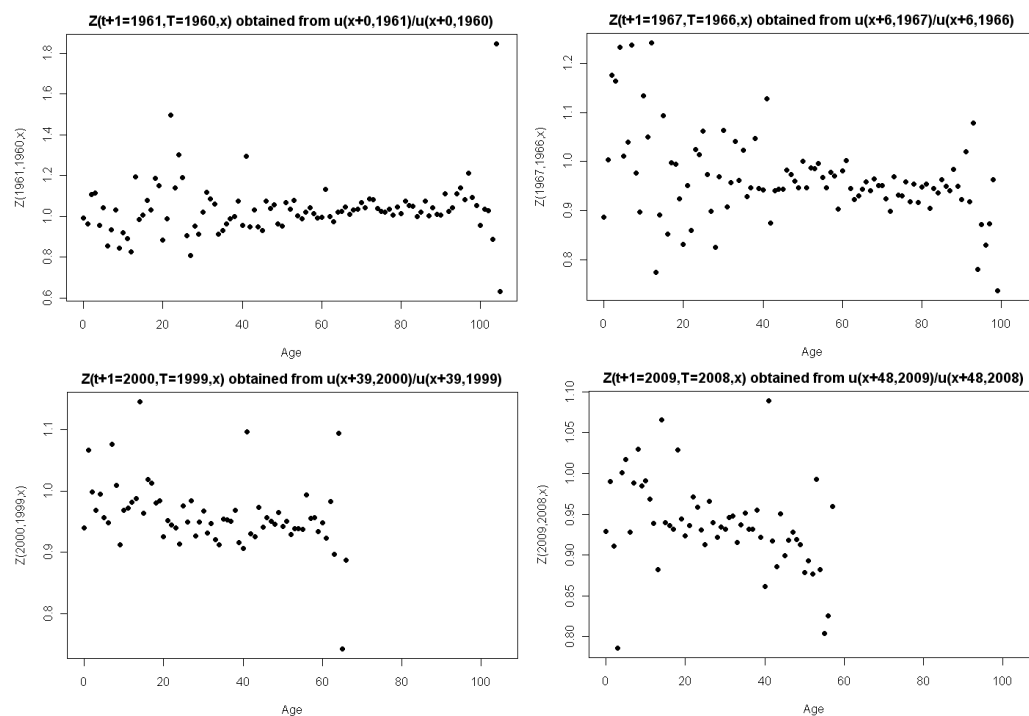 Z(t+1=1961,T=1960,x) obtained from u(x+0,1961)/u(x+0,1960)
Z(1961,1960,x)
1.8
1.6
1.4
1.2
1.0
0.8
0.6
0 20 40 60 80 100
Age
Z(t+1=1967,T=1966,x) obtained from u(x+6,1967)/u(x+6,1966)
Z(1967,1966,x)
1.2
1.1
1.0
0.9
0.8
0 20 40 60 80 100
Age
Z(t+1=2000,T=1999,x) obtained from u(x+39,2000)/u(x+39,1999)
Z(2000,1999,x)
1.1
1.0
0.9
0.8
0 20 40 60 80 100
Age
Z(t+1=2009,T=2008,x) obtained from u(x+48,2009)/u(x+48,2008)
Z(2009,2008,x)
1.10
1.05
1.00
0.95
0.90
0.85
0.80
0 20 40 60 80 100
Age